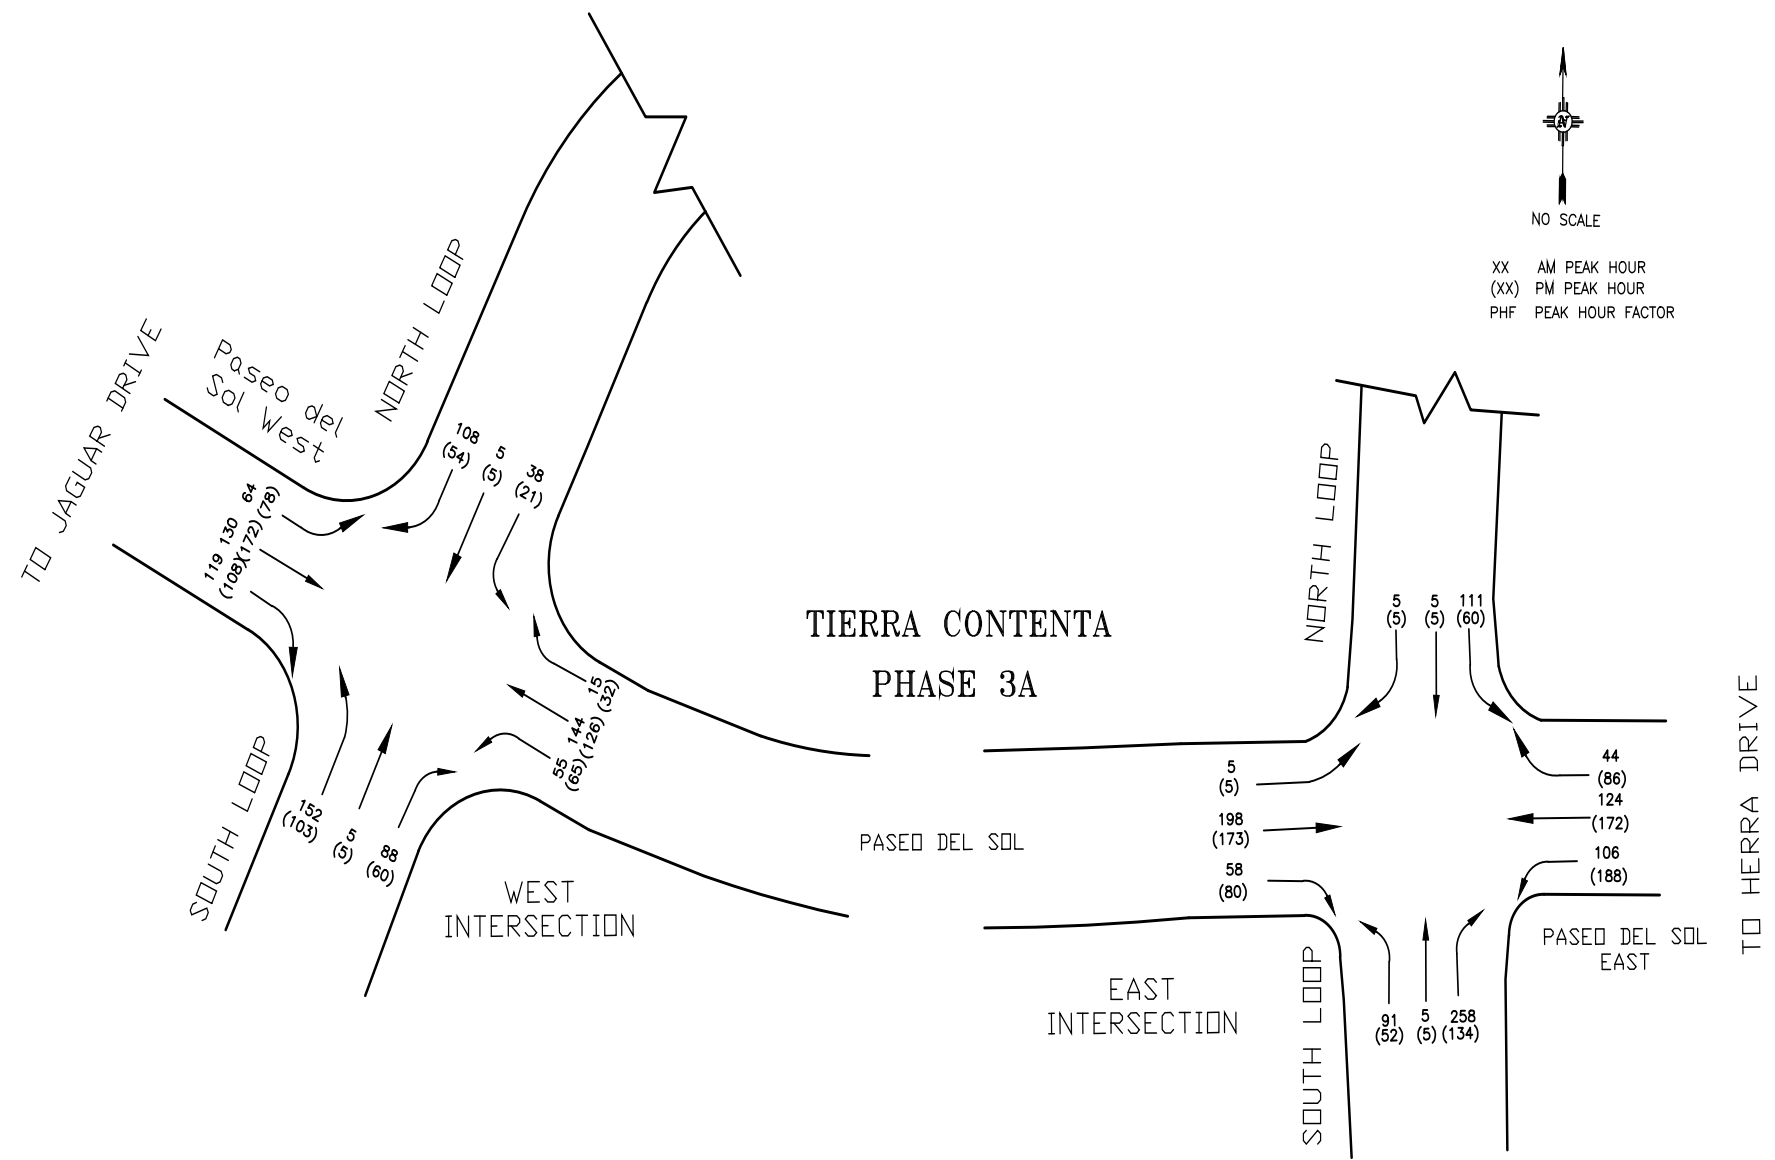 N
NO SCALE
XX AM PEAK HOUR
(XX) PM PEAK HOUR
PHF PEAK HOUR FACTOR
TO JAGUAR DRIVE
Paseo del
Sol West
NORTH LOOP
108
(54)
5
(5)
38
(21)
64
(78)
130
(172)
119
(108)
15
(32)
144
(126)
55
(65)
152
(103)
5
(5)
88
(60)
SOUTH LOOP
WEST
INTERSECTION
TIERRA CONTENTA
PHASE 3A
PASEO DEL SOL
NORTH LOOP
5
(5)
5
(5)
111
(60)
5
(5)
198
(173)
58
(80)
44
(86)
124
(172)
106
(188)
91
(52)
5
(5)
258
(134)
SOUTH LOOP
EAST
INTERSECTION
PASEO DEL SOL
EAST
TO HERRA DRIVE